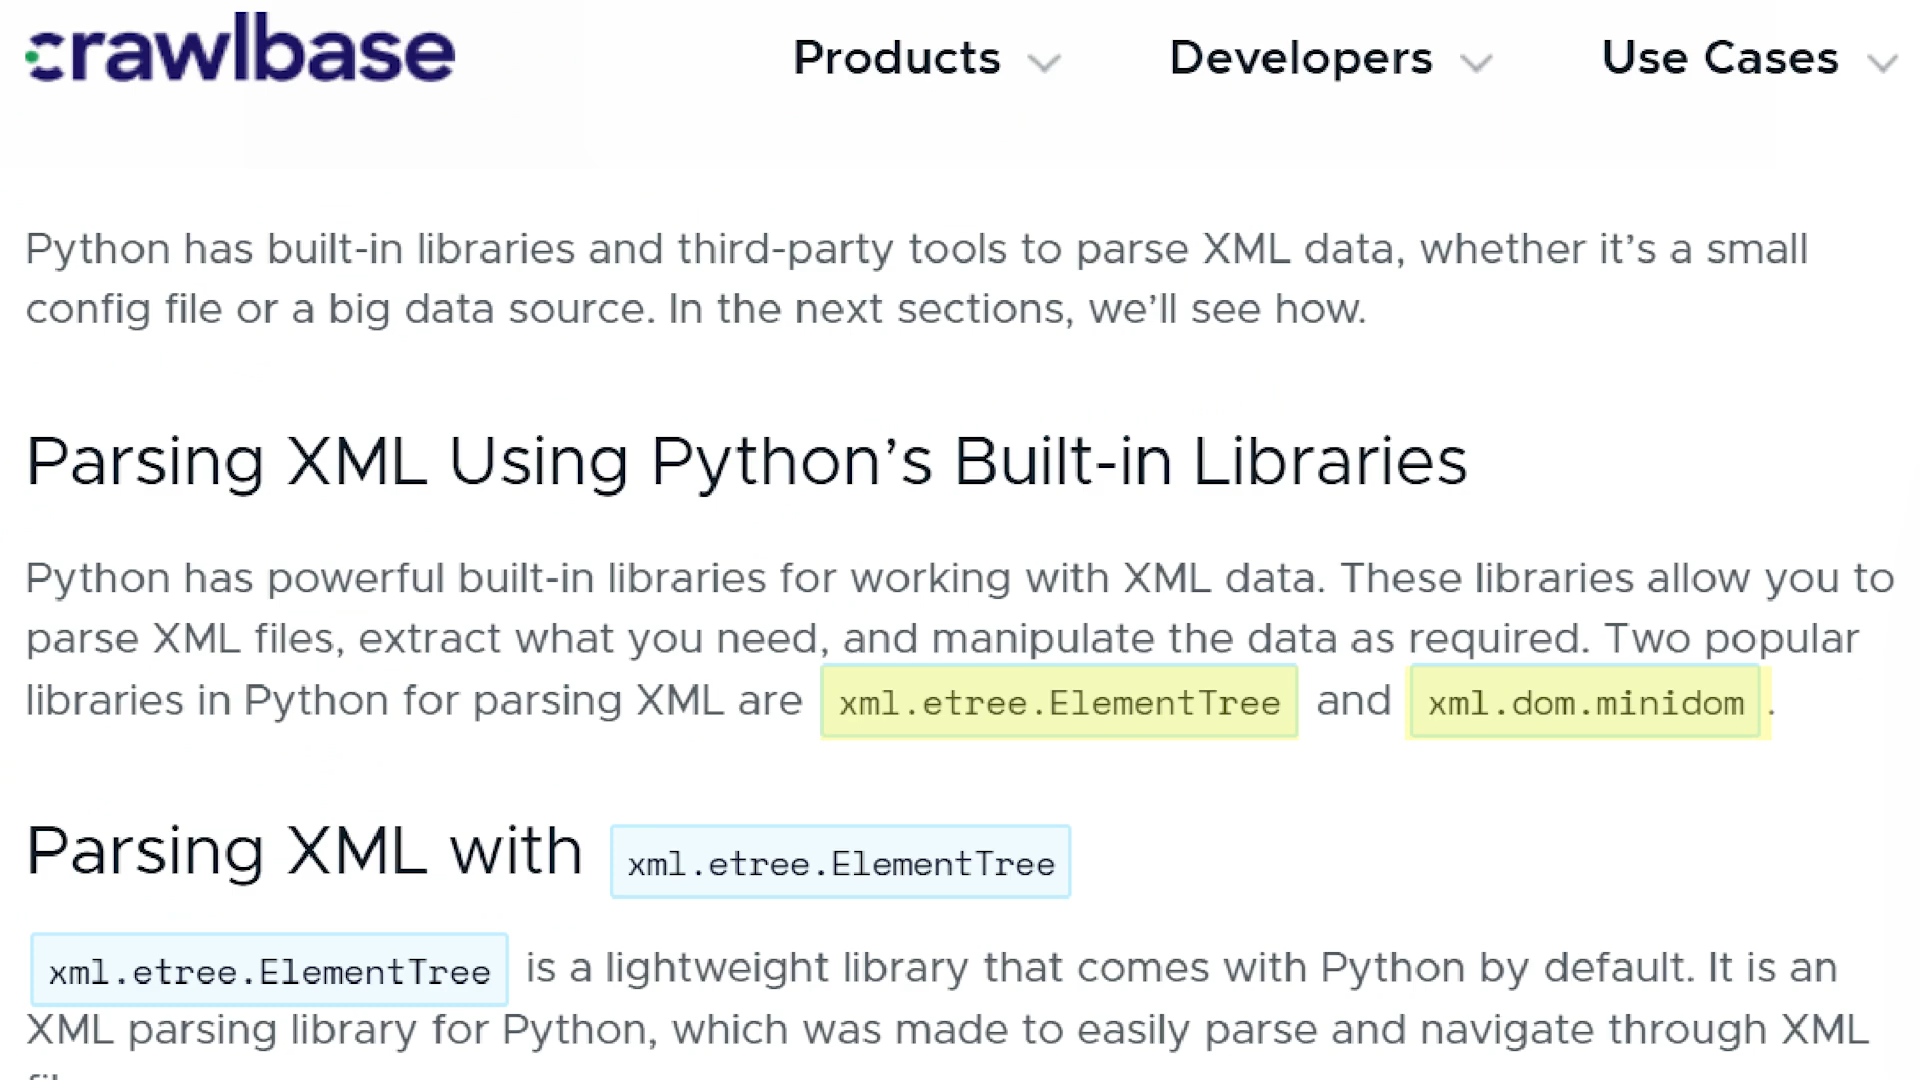 crawlbase
Products
Developers
Use Cases
Python has built-in libraries and third-party tools to parse XML data, whether it’s a small
config file or a big data source. In the next sections, we’ll see how.
Parsing XML Using Python’s Built-in Libraries
Python has powerful built-in libraries for working with XML data. These libraries allow you to
parse XML files, extract what you need, and manipulate the data as required. Two popular
libraries in Python for parsing XML are xml.etree.ElementTree and xml.dom.minidom.
Parsing XML with xml.etree.ElementTree
xml.etree.ElementTree is a lightweight library that comes with Python by default. It is an
XML parsing library for Python, which was made to easily parse and navigate through XML